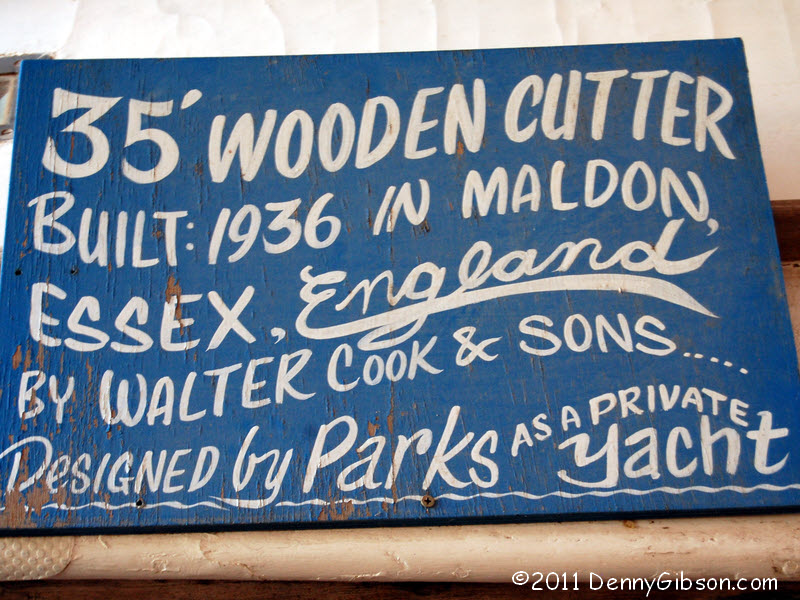 35' WOODEN CUTTER
BUILT: 1936 IN MALDON,
ESSEX, England
BY WALTER COOK & SONS.....
DESIGNED by Parks AS A PRIVATE yacht
©2011 DennyGibson.com